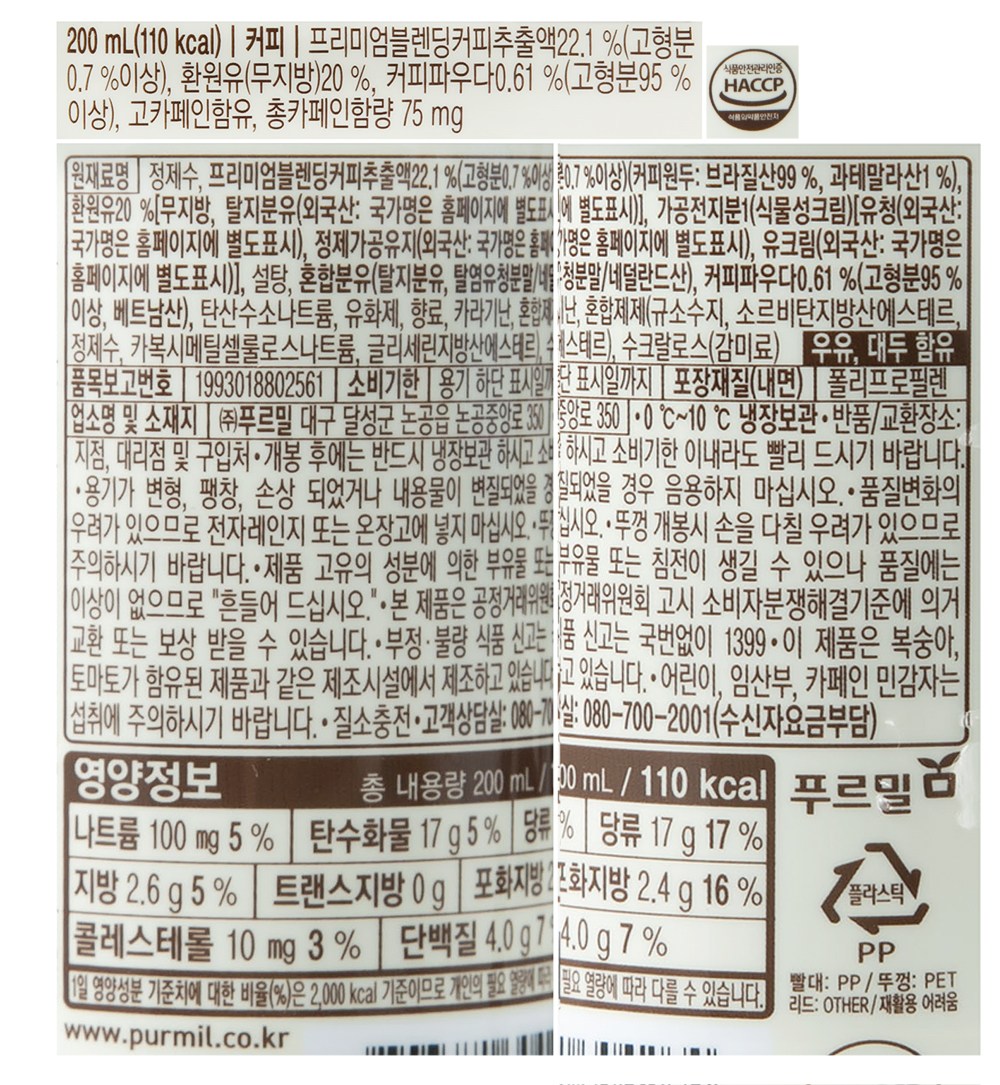 200 mL(110 kcal) | 커피 | 프리미엄블렌딩커피추출액22.1 %(고형분
0.7 %이상), 환원유(무지방)20 %, 커피파우다0.61 %(고형분95 %
이상), 고카페인함유, 총카페인함량 75 mg
식품안전관리인증
HACCP
식품의약품안전처
원재료명 정제수, 프리미엄블렌딩커피추출액22.1 %(고형분0.7 %이상)(커피원두: 브라질산99 %, 과테말라산1 %),
환원유20 %[무지방, 탈지분유(외국산: 국가명은 홈페이지에 별도표시)], 가공전지분1(식물성크림)[유청(외국산:
국가명은 홈페이지에 별도표시), 정제가공유지(외국산: 국가명은 홈페이지에 별도표시), 유크림(외국산: 국가명은
홈페이지에 별도표시)], 설탕, 혼합분유(탈지분유, 탈염유청분말/네덜란드산), 커피파우다0.61 %(고형분95 %
이상, 베트남산), 탄산수소나트륨, 유화제, 향료, 카라기난, 혼합제제(규소수지, 소르비탄지방산에스테르,
정제수, 카복시메틸셀룰로스나트륨, 글리세린지방산에스테르), 수크랄로스(감미료) 우유, 대두 함유
품목보고번호 1993018802561 소비기한 용기 하단 표시일까지 포장재질(내면) 폴리프로필렌
업소명 및 소재지 ㈜푸르밀 대구 달성군 논공읍 논공중앙로 350 •0 ℃~10 ℃ 냉장보관•반품/교환장소:
지점, 대리점 및 구입처•개봉 후에는 반드시 냉장보관 하시고 소비기한 이내라도 빨리 드시기 바랍니다.
•용기가 변형, 팽창, 손상 되었거나 내용물이 변질되었을 경우 음용하지 마십시오.•품질변화의
우려가 있으므로 전자레인지 또는 온장고에 넣지 마십시오.•뚜껑 개봉시 손을 다칠 우려가 있으므로
주의하시기 바랍니다.•제품 고유의 성분에 의한 부유물 또는 침전이 생길 수 있으나 품질에는
이상이 없으므로 "흔들어 드십시오."•본 제품은 공정거래위원회 고시 소비자분쟁해결기준에 의거
교환 또는 보상 받을 수 있습니다.•부정·불량 식품 신고는 국번없이 1399•이 제품은 복숭아,
토마토가 함유된 제품과 같은 제조시설에서 제조하고 있습니다.•어린이, 임산부, 카페인 민감자는
섭취에 주의하시기 바랍니다.•질소충전•고객상담실: 080-700-2001(수신자요금부담)
영양정보 총 내용량 200 mL / 110 kcal
나트륨 100 mg 5 % 탄수화물 17 g 5 % 당류 17 g 17 %
지방 2.6 g 5 % 트랜스지방 0 g 포화지방 2.4 g 16 %
콜레스테롤 10 mg 3 % 단백질 4.0 g 7 %
1일 영양성분 기준치에 대한 비율(%)은 2,000 kcal 기준이므로 개인의 필요 열량에 따라 다를 수 있습니다.
www.purmil.co.kr
푸르밀
플라스틱
PP
빨대: PP / 뚜껑: PET
리드: OTHER/재활용 어려움